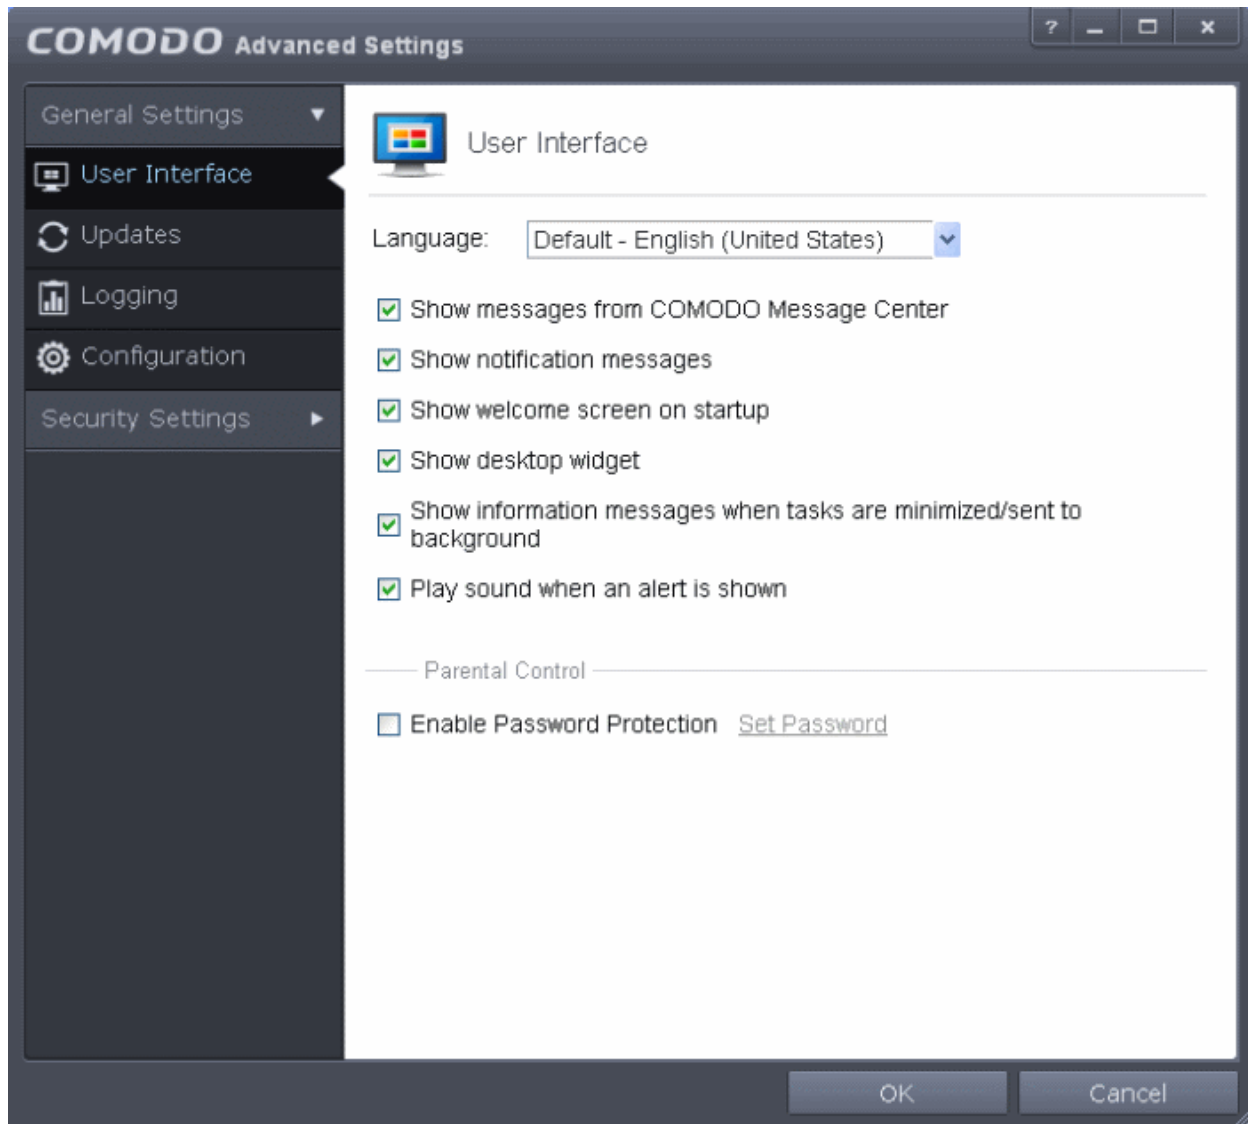 COMODO Advanced Settings
?
General Settings
User Interface
Updates
Logging
Configuration
Security Settings
User Interface
Language: Default - English (United States)
Show messages from COMODO Message Center
Show notification messages
Show welcome screen on startup
Show desktop widget
Show information messages when tasks are minimized/sent to
background
Play sound when an alert is shown
Parental Control
Enable Password Protection Set Password
OK Cancel